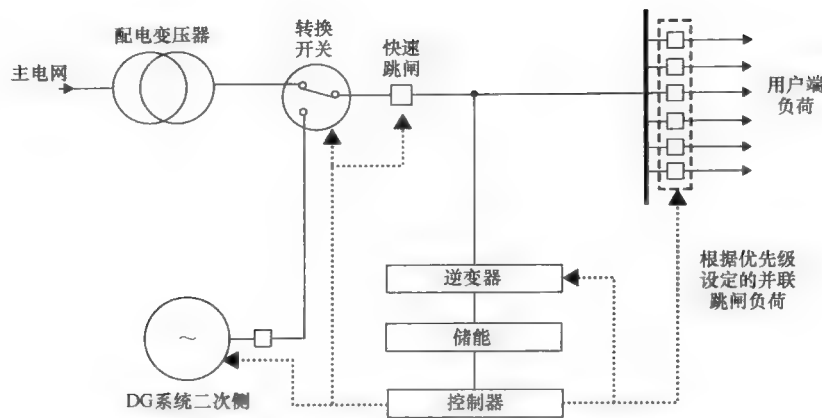 配电变压器
转换
开关
快速
跳闸
主电网
用户端
负荷
逆变器
根据优先级
设定的并联
跳闸负荷
储能
~
DG系统二次侧
控制器